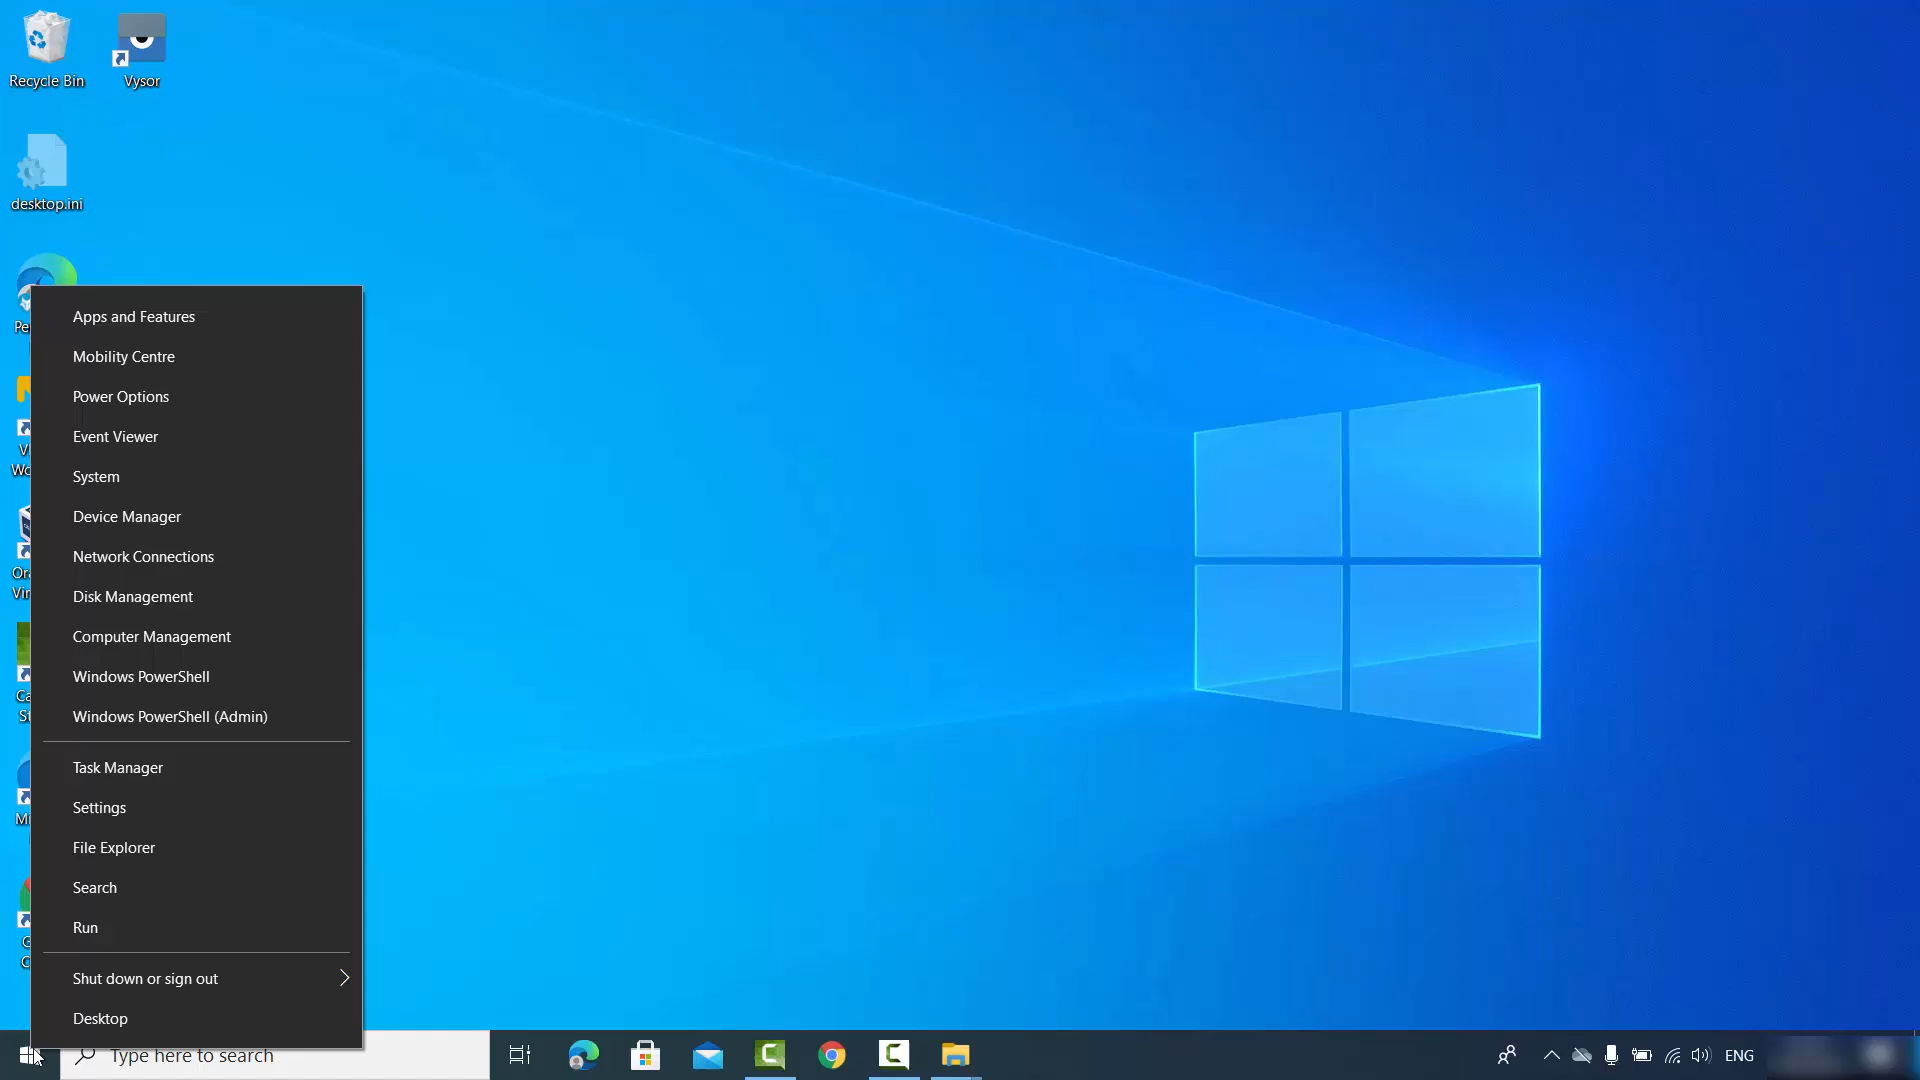 Recycle Bin
Vysor
desktop.ini
Apps and Features
Mobility Centre
Power Options
Event Viewer
System
Device Manager
Network Connections
Disk Management
Computer Management
Windows PowerShell
Windows PowerShell (Admin)
Task Manager
Settings
File Explorer
Search
Run
Shut down or sign out
Desktop
Type here to search
ENG